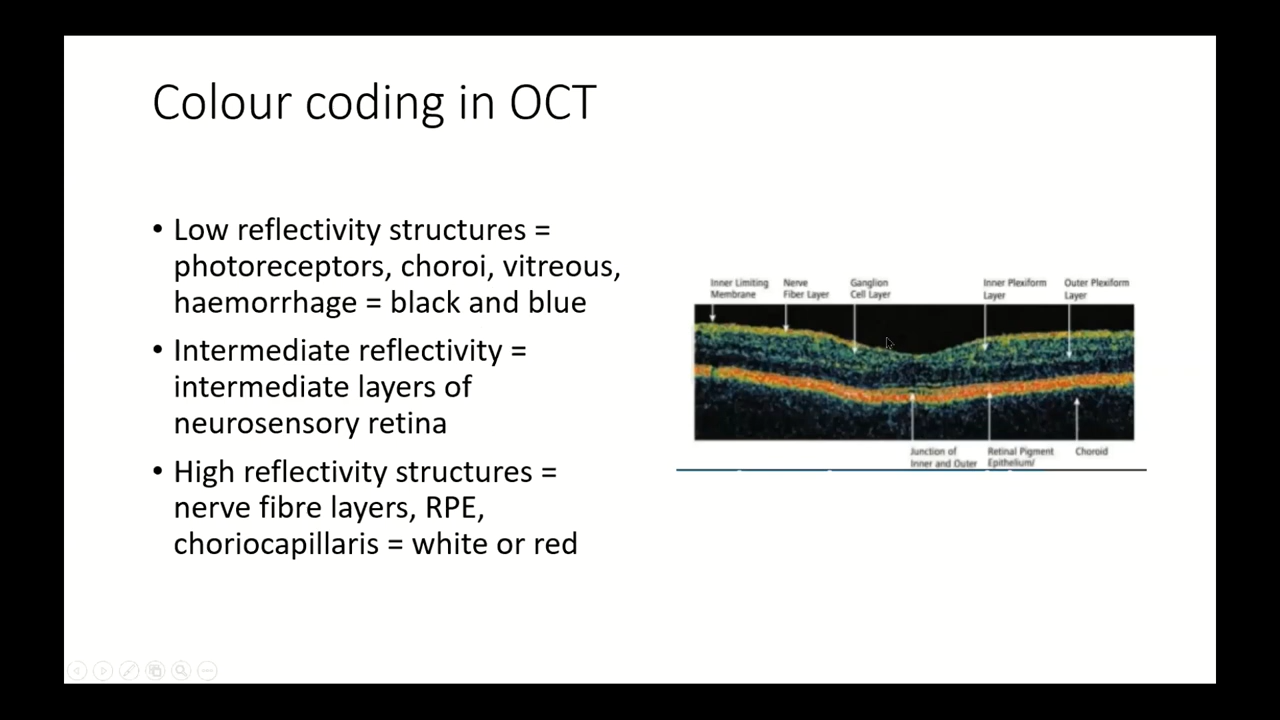 Colour coding in OCT
• Low reflectivity structures =
photoreceptors, choroi, vitreous,
haemorrhage = black and blue
• Intermediate reflectivity =
intermediate layers of
neurosensory retina
• High reflectivity structures =
nerve fibre layers, RPE,
choriocapillaris = white or red
Inner Limiting
Membrane
Nerve
Fiber Layer
Ganglion
Cell Layer
Inner Plexiform
Layer
Outer Plexiform
Layer
Junction of
Inner and Outer
Retinal Pigment
Epithelium/
Choroid